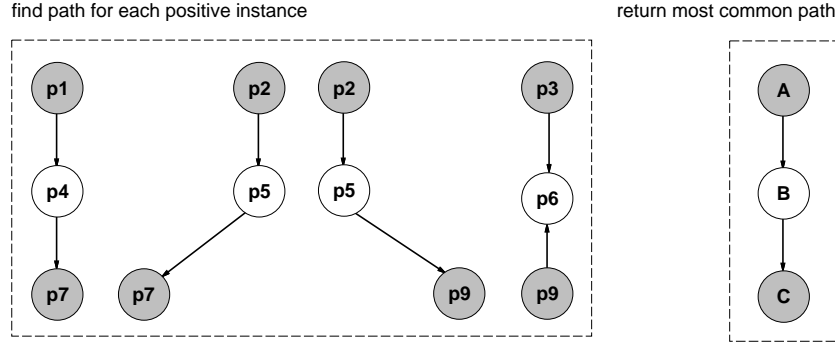 find path for each positive instance
return most common path
p1 p2 p2 p3 A
p4 p5 p5 p6 B
p7 p7 p9 p9 C